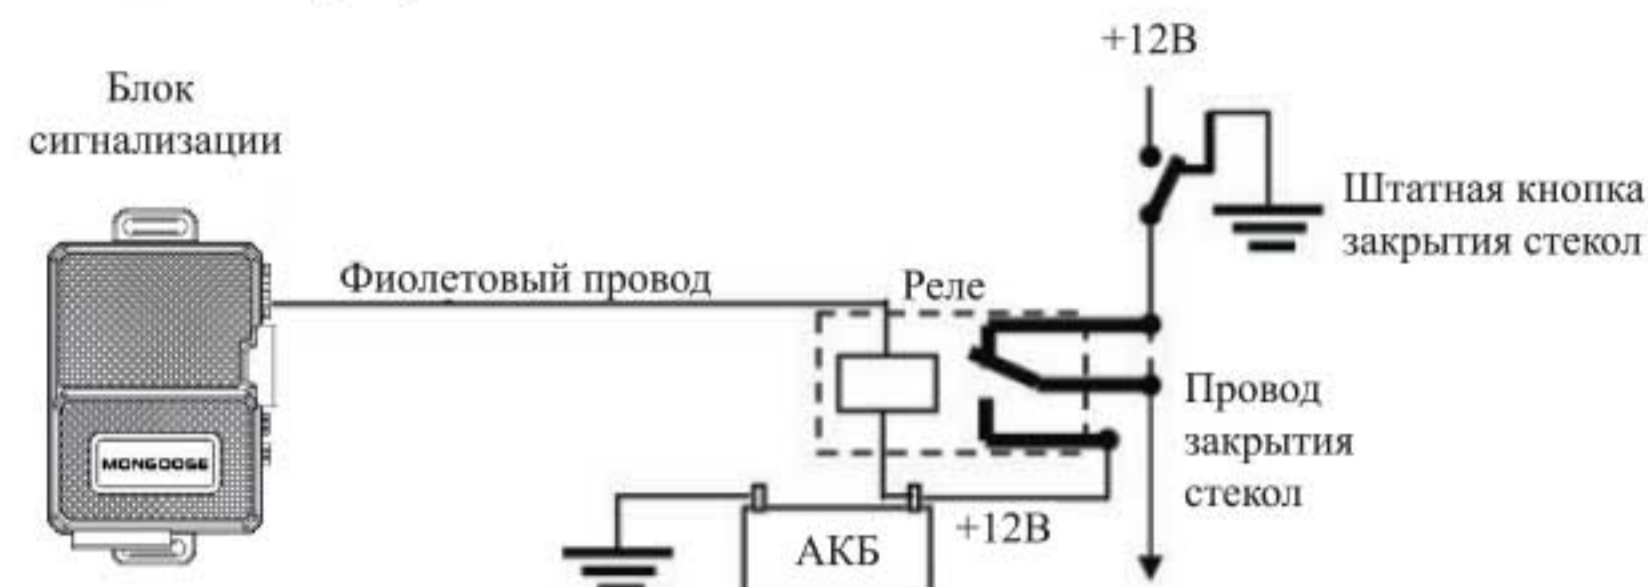 +12В
Блок
сигнализации
Штатная кнопка
закрытия стекол
Фиолетовый провод
Реле
Провод
закрытия
стекол
MONGOOSE
+12В
АКБ